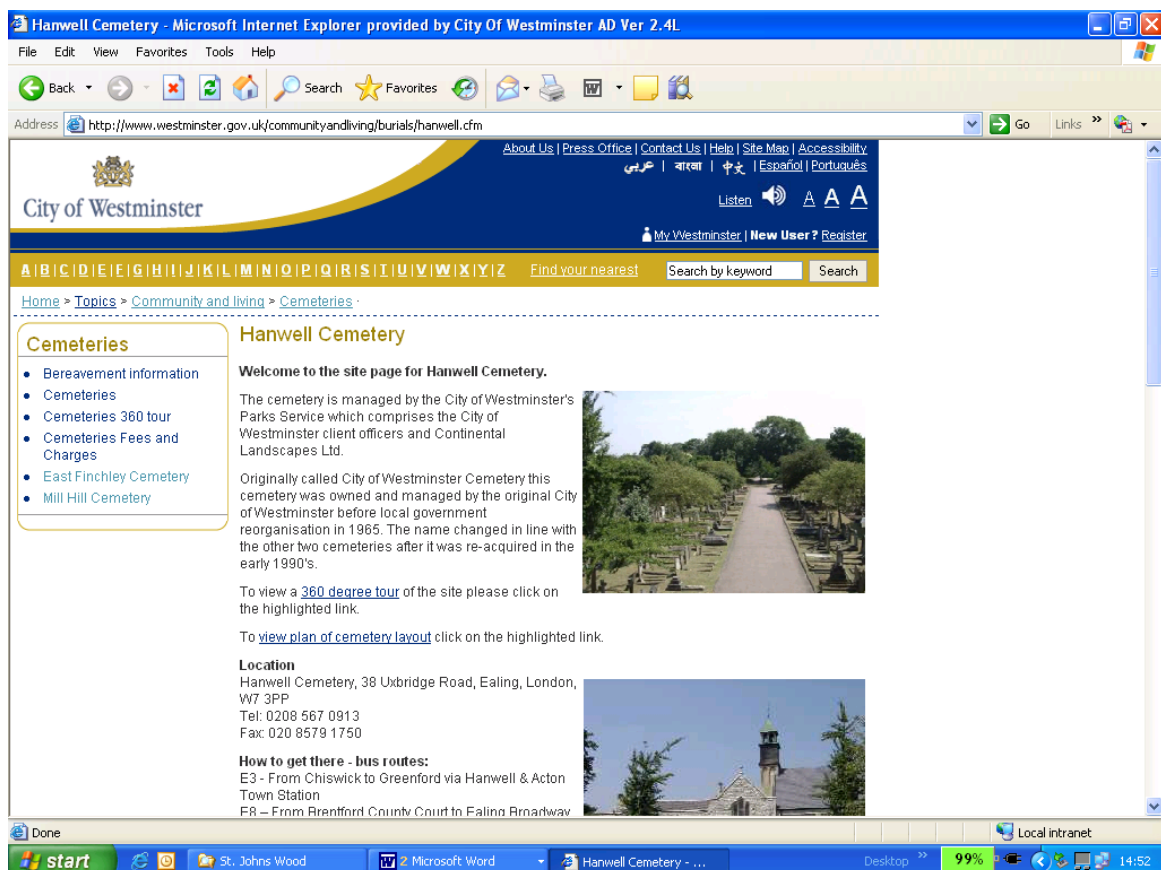 Hanwell Cemetery - Microsoft Internet Explorer provided by City Of Westminster AD Ver 2.4L
File Edit View Favorites Tools Help
Back Search Favorites
Address http://www.westminster.gov.uk/communityandliving/burials/hanwell.cfm Go Links »
About Us | Press Office | Contact Us | Help | Site Map | Accessibility
عربي | বাংলা | 中文 | Español | Português
City of Westminster
Listen A A A
My Westminster | New User? Register
A | B | C | D | E | F | G | H | I | J | K | L | M | N | O | P | Q | R | S | T | U | V | W | X | Y | Z Find your nearest Search by keyword Search
Home > Topics > Community and living > Cemeteries ·
Cemeteries
• Bereavement information
• Cemeteries
• Cemeteries 360 tour
• Cemeteries Fees and
Charges
• East Finchley Cemetery
• Mill Hill Cemetery
Hanwell Cemetery
Welcome to the site page for Hanwell Cemetery.
The cemetery is managed by the City of Westminster's
Parks Service which comprises the City of
Westminster client officers and Continental
Landscapes Ltd.
Originally called City of Westminster Cemetery this
cemetery was owned and managed by the original City
of Westminster before local government
reorganisation in 1965. The name changed in line with
the other two cemeteries after it was re-acquired in the
early 1990's.
To view a 360 degree tour of the site please click on
the highlighted link.
To view plan of cemetery layout click on the highlighted link.
Location
Hanwell Cemetery, 38 Uxbridge Road, Ealing, London,
W7 3PP
Tel: 0208 567 0913
Fax: 020 8579 1750
How to get there - bus routes:
E3 - From Chiswick to Greenford via Hanwell & Acton
Town Station
E8 – From Brentford County Court to Ealing Broadway
Done Local intranet
start St. Johns Wood 2 Microsoft Word Hanwell Cemetery - ... Desktop » 99% 14:52